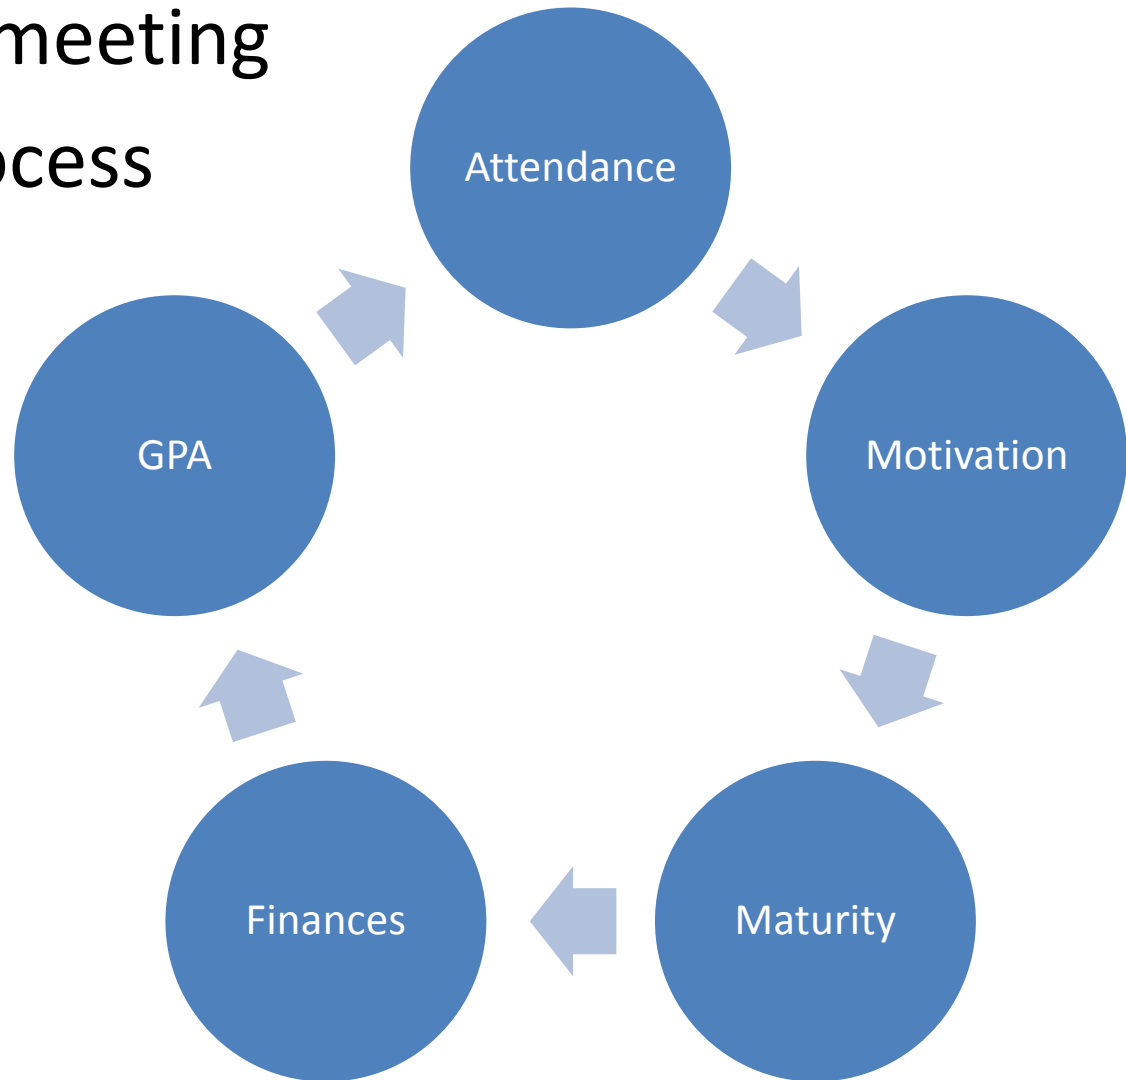 meeting
ocess
Attendance
Motivation
Maturity
Finances
GPA